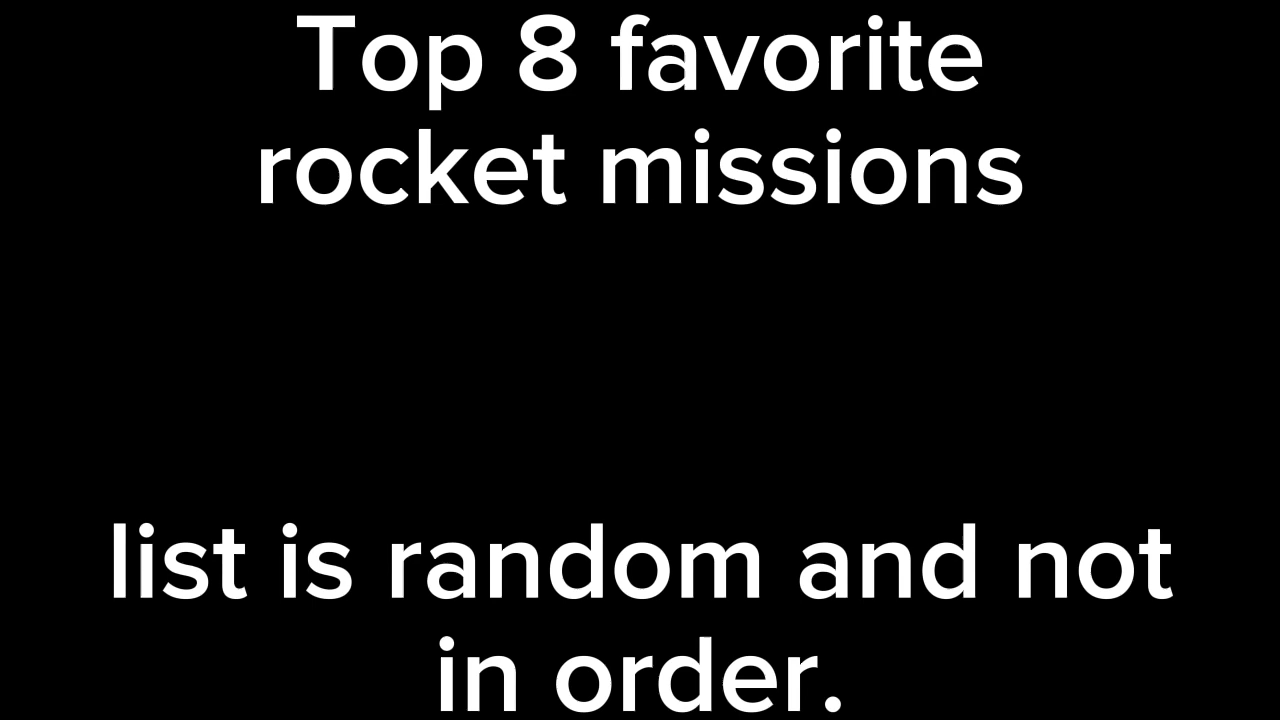 Top 8 favorite
rocket missions
list is random and not
in order.